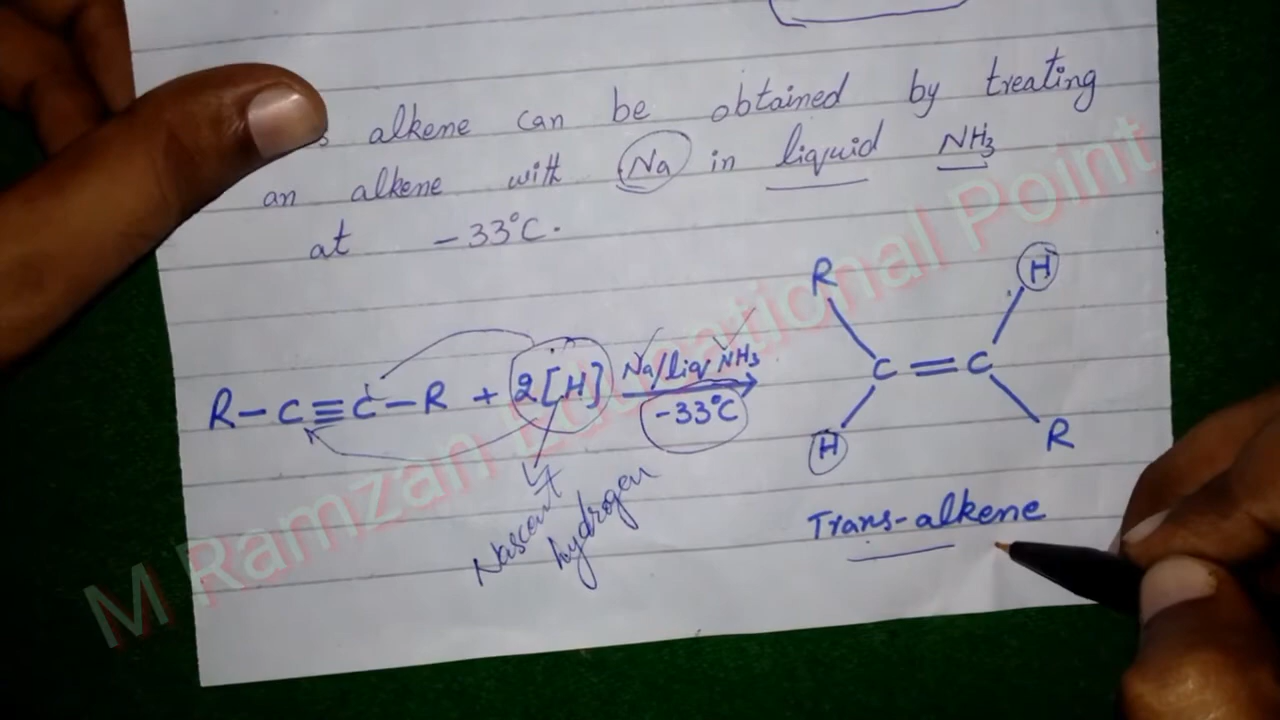 alkene can be obtained by treating
an alkene with Na in liquid NH3
at -33°C.
R-C≡C-R + 2[H] Na/liq NH3
-33°C
R H
C=C
H R
Nascent hydrogen
Trans-alkene
M Ramzan Educational Point